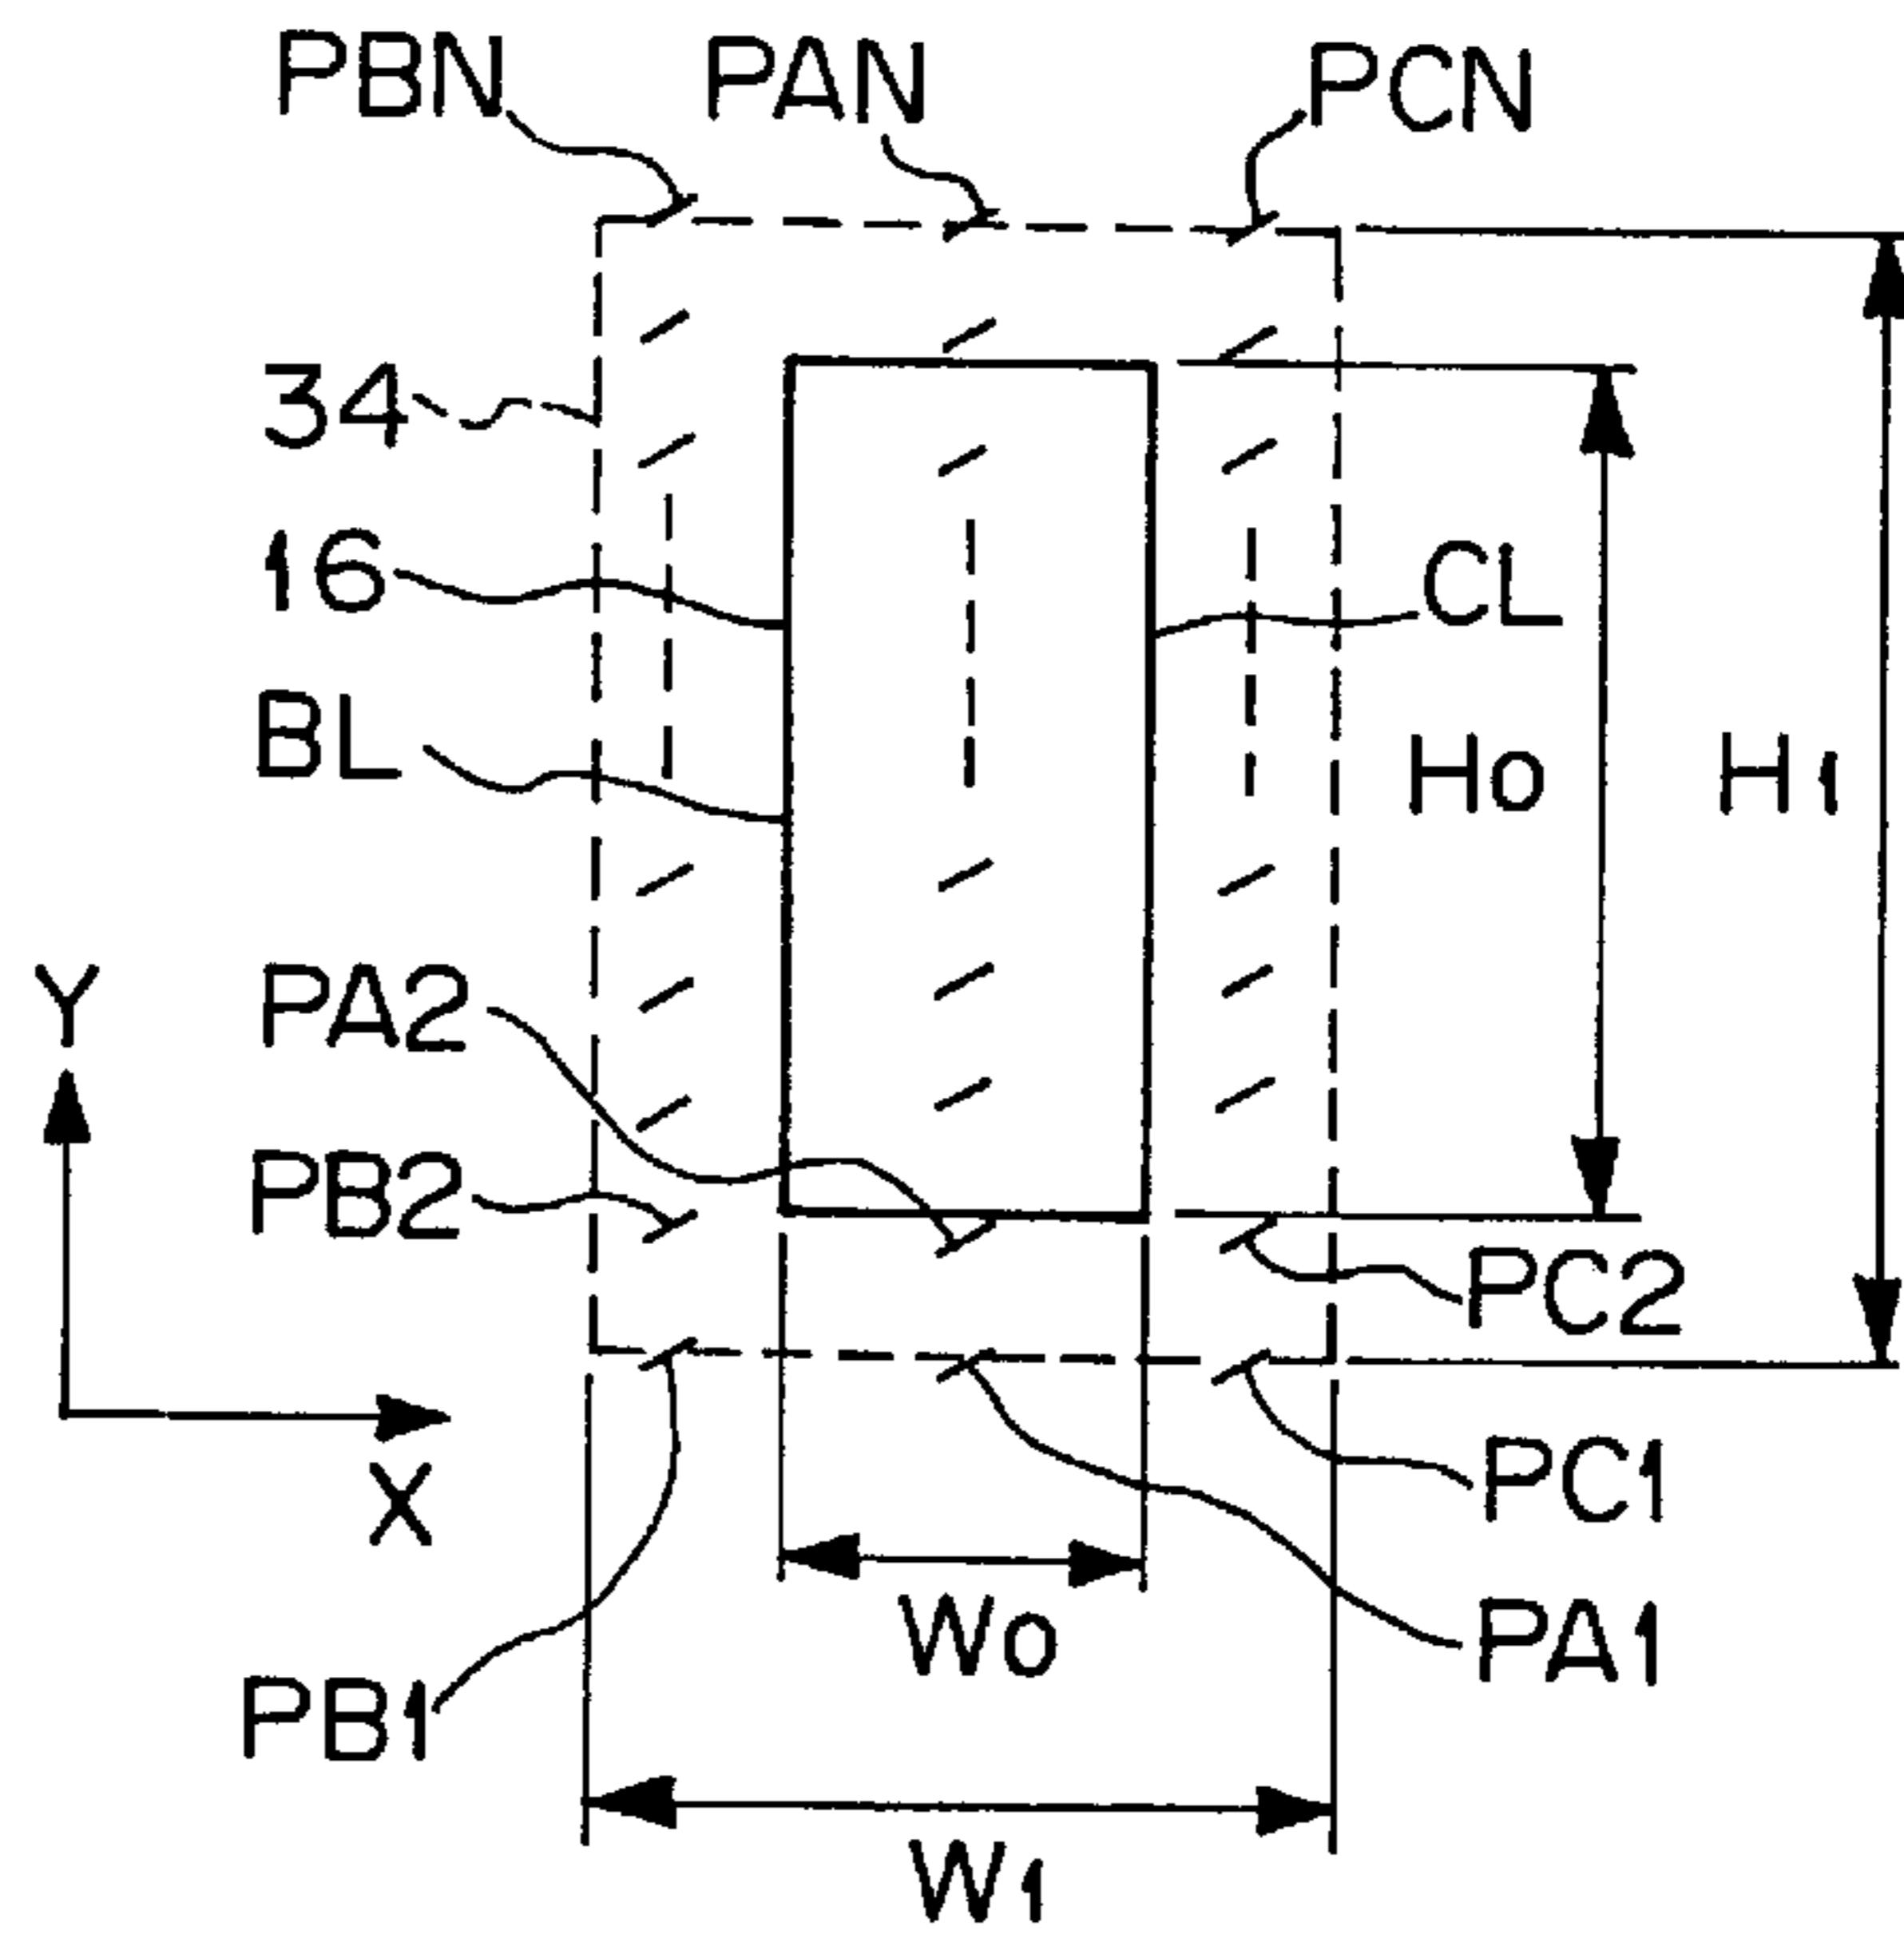 PBN PAN PCN
34
16
CL
BL
Ho H1
Y
PA2
PB2
PC2
X
PC1
Wo
PA1
PB1
W1